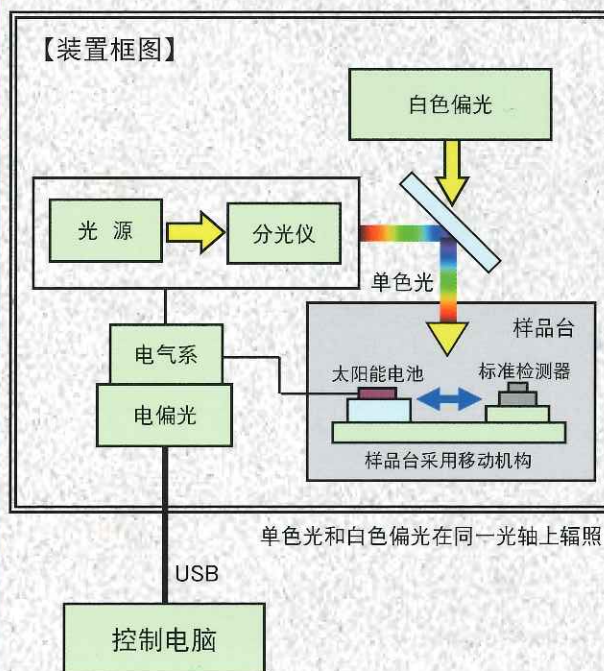 【装置框图】
白色偏光
光 源
分光仪
单色光
样品台
电气系
电偏光
太阳能电池
标准检测器
样品台采用移动机构
单色光和白色偏光在同一光轴上辐照
USB
控制电脑